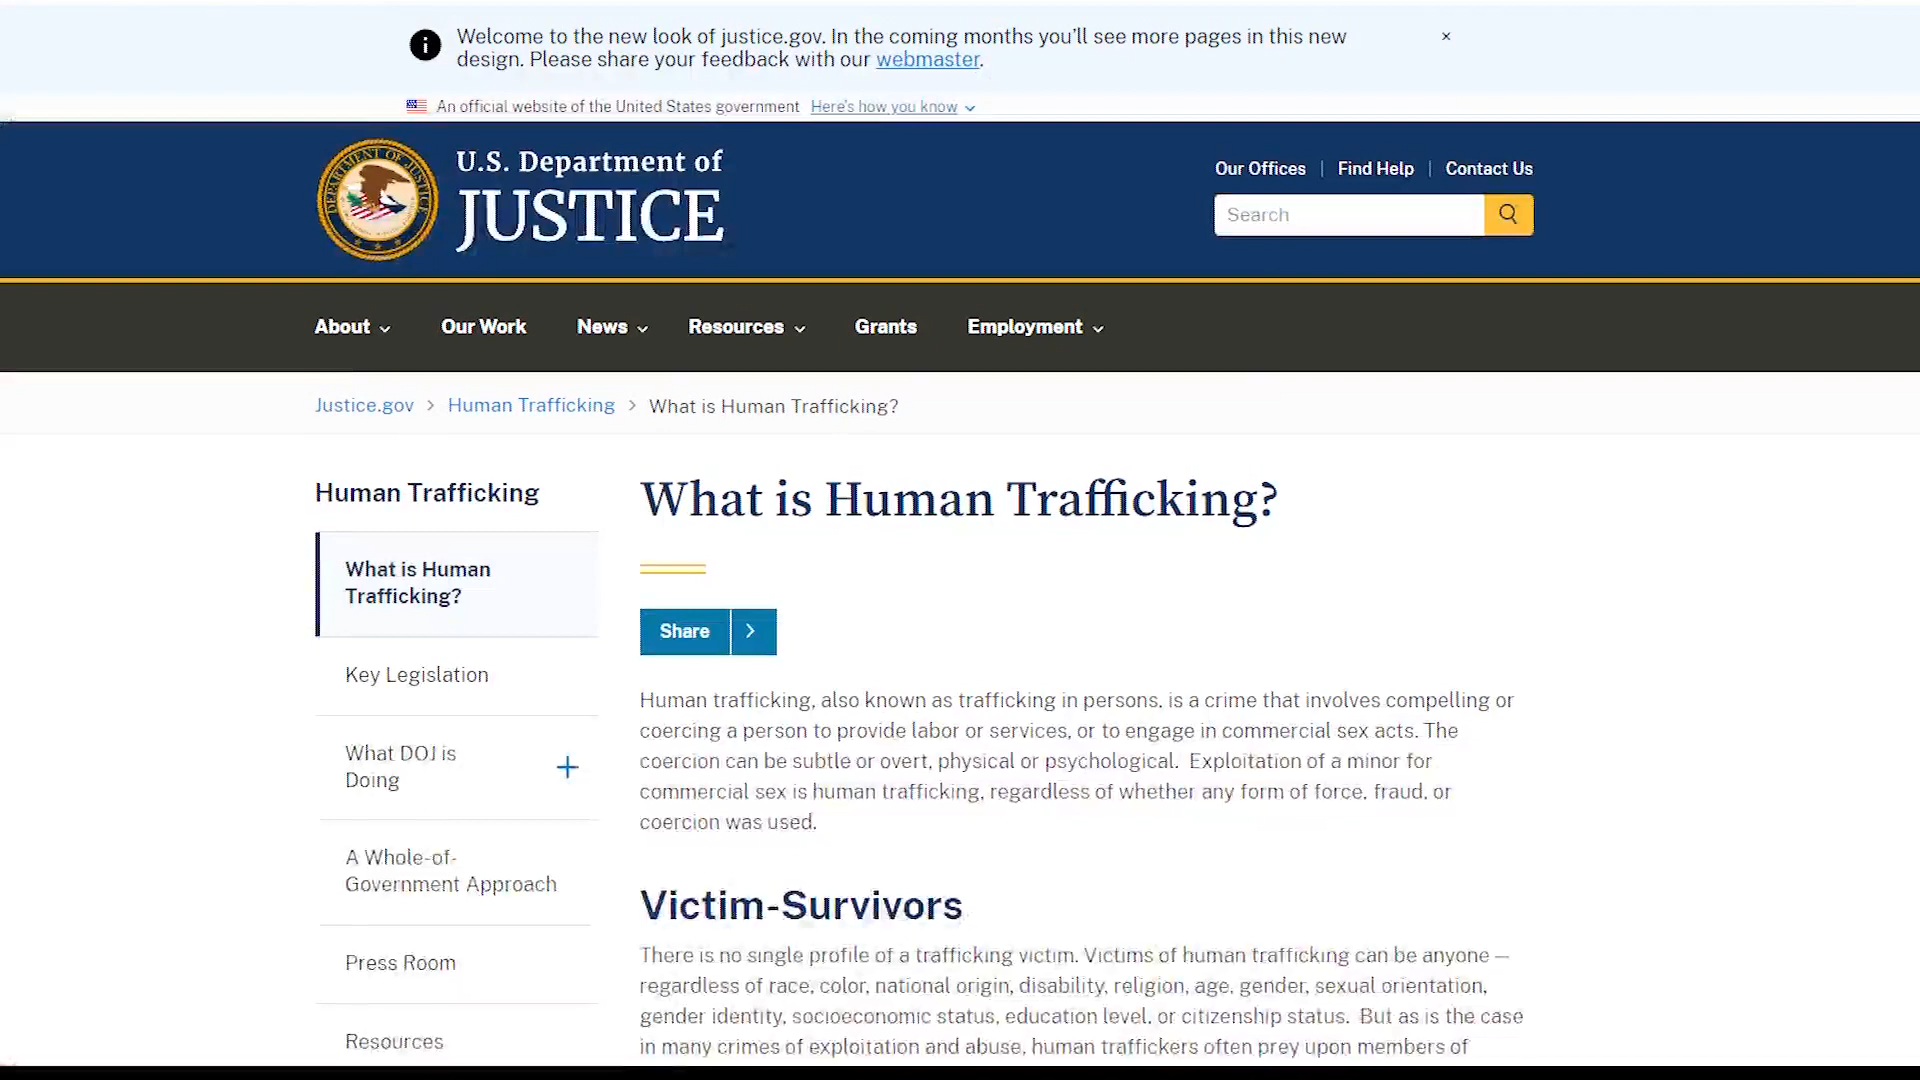 Welcome to the new look of justice.gov. In the coming months you'll see more pages in this new
design. Please share your feedback with our webmaster.
An official website of the United States government Here's how you know
DEPARTMENT OF JUSTICE
U.S. Department of
JUSTICE
Our Offices | Find Help | Contact Us
Search
About
Our Work
News
Resources
Grants
Employment
Justice.gov > Human Trafficking > What is Human Trafficking?
Human Trafficking
What is Human
Trafficking?
Key Legislation
What DOJ is
Doing
A Whole-of-
Government Approach
Press Room
Resources
What is Human Trafficking?
Share
Human trafficking, also known as trafficking in persons, is a crime that involves compelling or
coercing a person to provide labor or services, or to engage in commercial sex acts. The
coercion can be subtle or overt, physical or psychological. Exploitation of a minor for
commercial sex is human trafficking, regardless of whether any form of force, fraud, or
coercion was used.
Victim-Survivors
There is no single profile of a trafficking victim. Victims of human trafficking can be anyone —
regardless of race, color, national origin, disability, religion, age, gender, sexual orientation,
gender identity, socioeconomic status, education level, or citizenship status. But as is the case
in many crimes of exploitation and abuse, human traffickers often prey upon members of